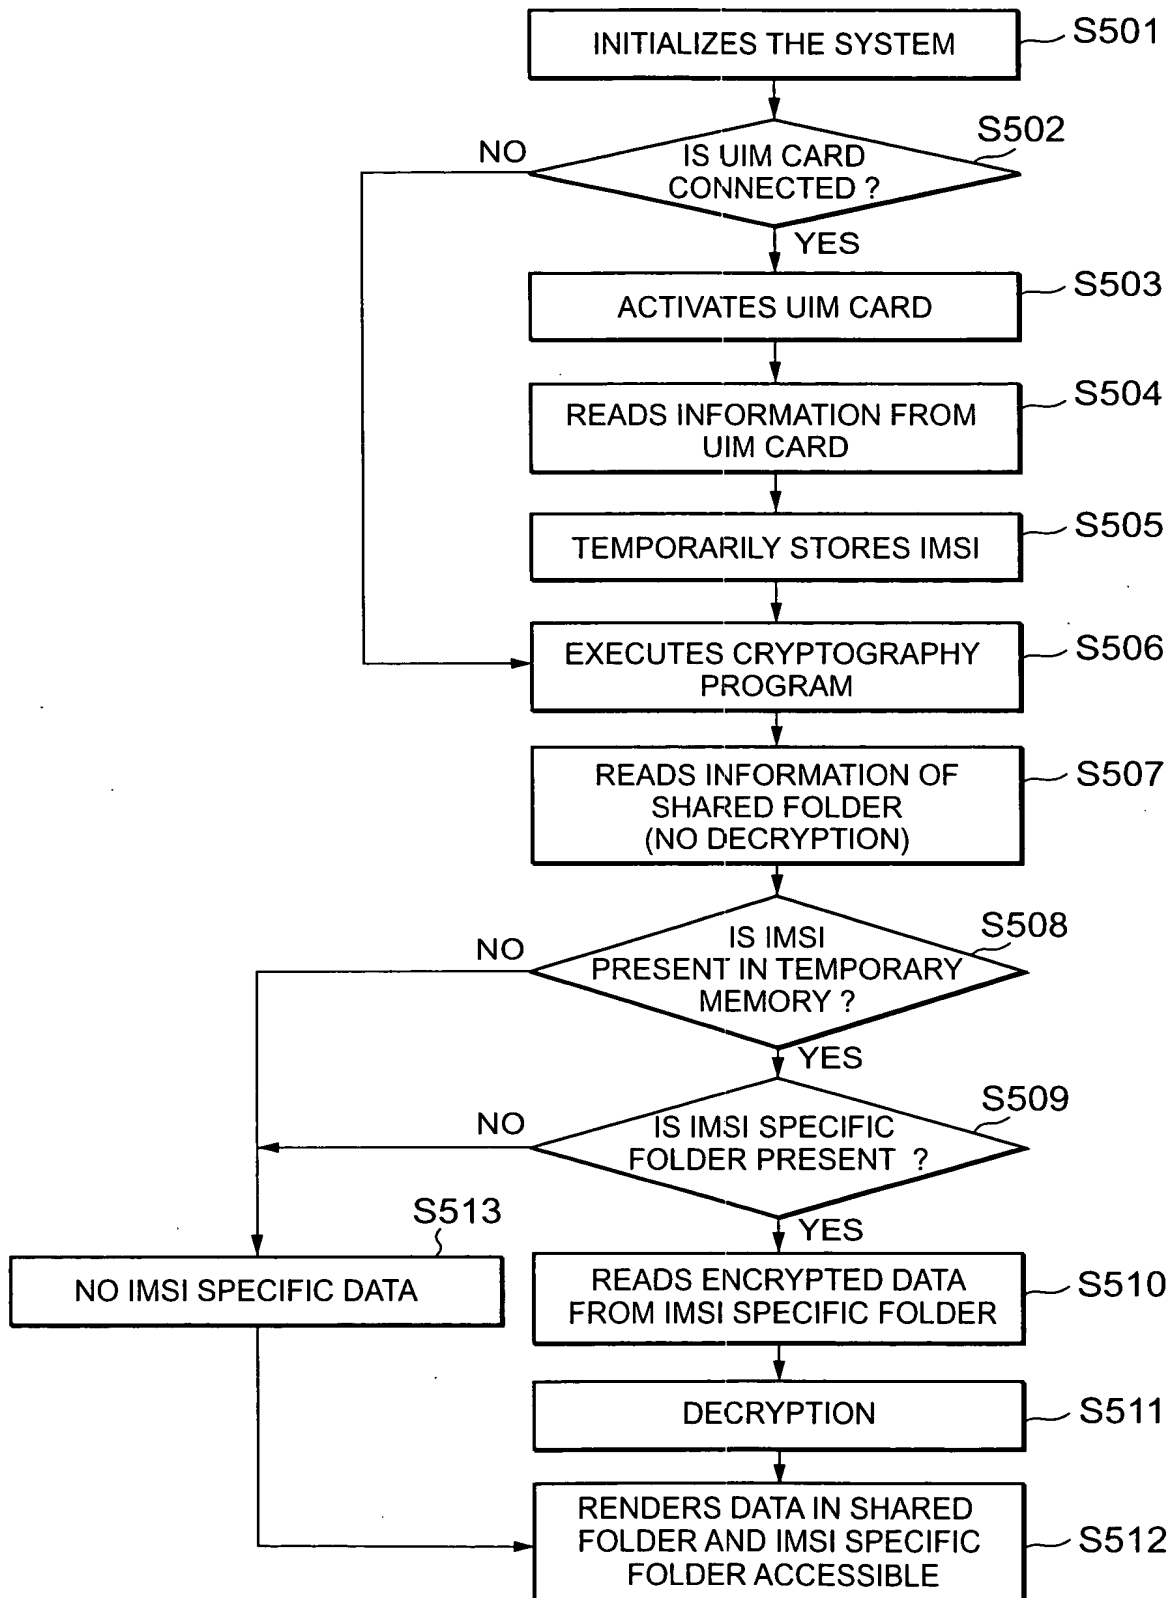 INITIALIZES THE SYSTEM
S501
IS UIM CARD
CONNECTED ?
S502
NO
YES
ACTIVATES UIM CARD
S503
READS INFORMATION FROM
UIM CARD
S504
TEMPORARILY STORES IMSI
S505
EXECUTES CRYPTOGRAPHY
PROGRAM
S506
READS INFORMATION OF
SHARED FOLDER
(NO DECRYPTION)
S507
IS IMSI
PRESENT IN TEMPORARY
MEMORY ?
S508
NO
YES
IS IMSI SPECIFIC
FOLDER PRESENT ?
S509
NO
YES
S513
NO IMSI SPECIFIC DATA
READS ENCRYPTED DATA
FROM IMSI SPECIFIC FOLDER
S510
DECRYPTION
S511
RENDERS DATA IN SHARED
FOLDER AND IMSI SPECIFIC
FOLDER ACCESSIBLE
S512